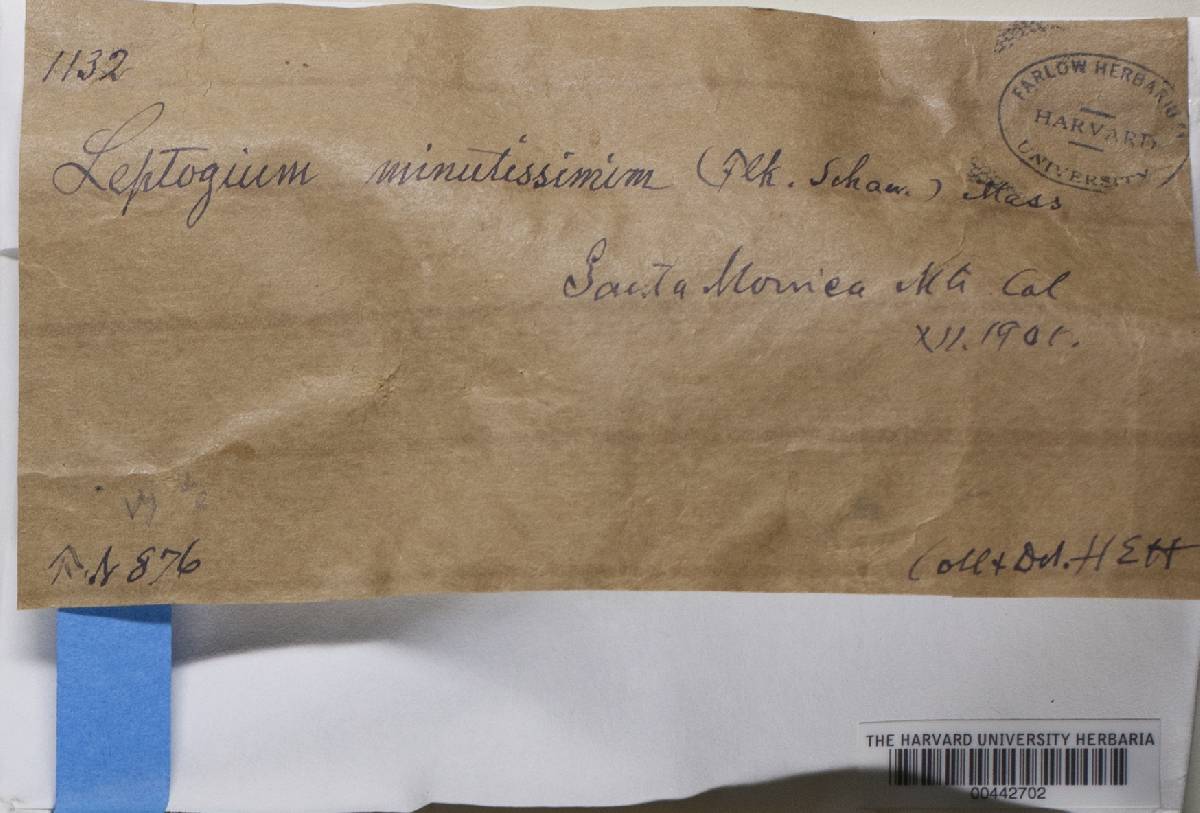 1132
FARLOW HERBARIUM
HARVARD
UNIVERSITY
Leptogium minutissimim (Flk. Schaer.) Mass
Santa Monica Mts Cal
XII. 1901.
N 876
Coll + Det. H E H
THE HARVARD UNIVERSITY HERBARIA
00442702